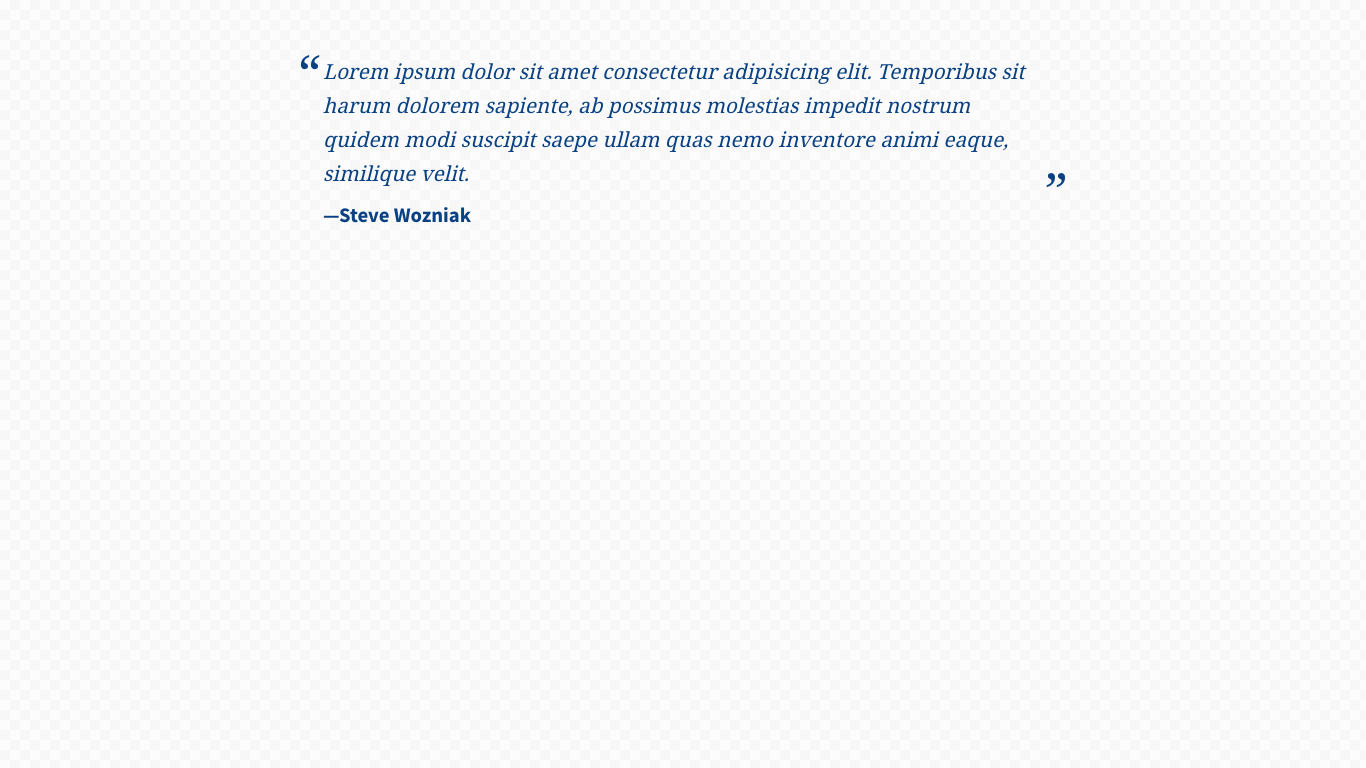 “Lorem ipsum dolor sit amet consectetur adipisicing elit. Temporibus sit
harum dolorem sapiente, ab possimus molestias impedit nostrum
quidem modi suscipit saepe ullam quas nemo inventore animi eaque,
similique velit.”
—Steve Wozniak